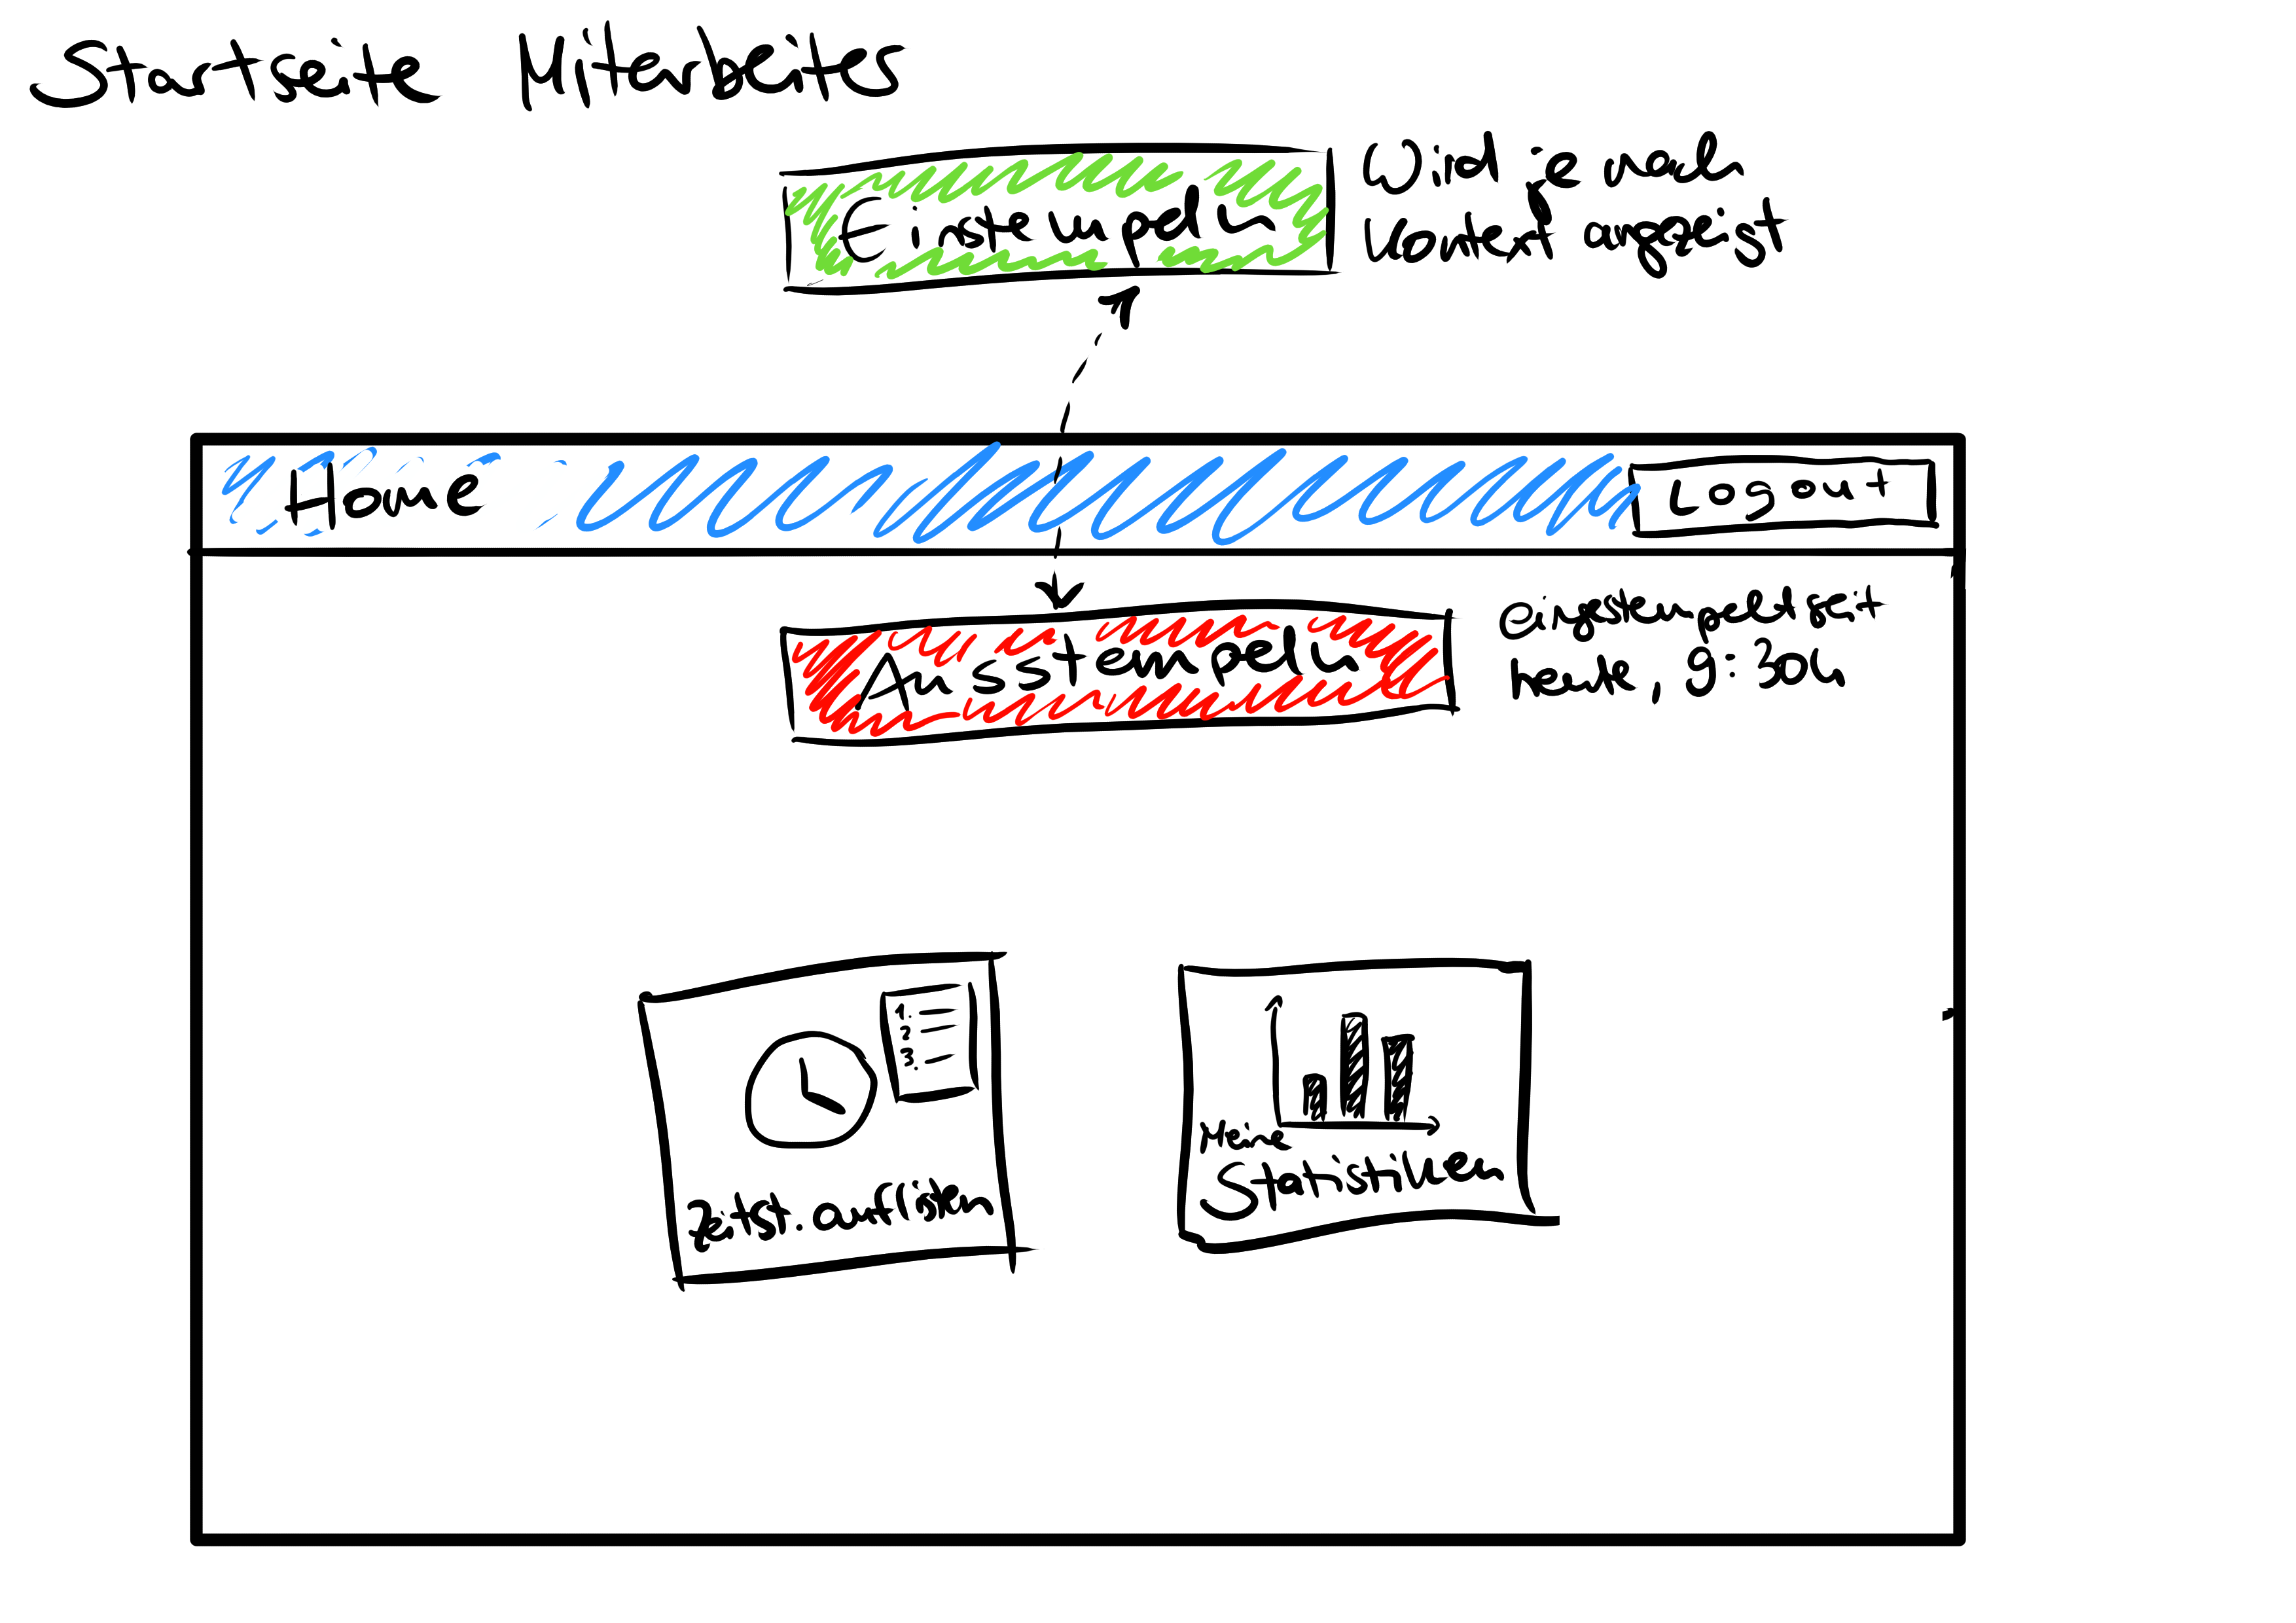 Startseite Mitarbeiter
Einstempeln
Wird je nach
Kontext angezeigt
Home
Logout
Ausstempeln
eingestempelt seit
heute, 9:30h
1.
2.
3.
Zeitst. auflisten
Meine
Statistiken